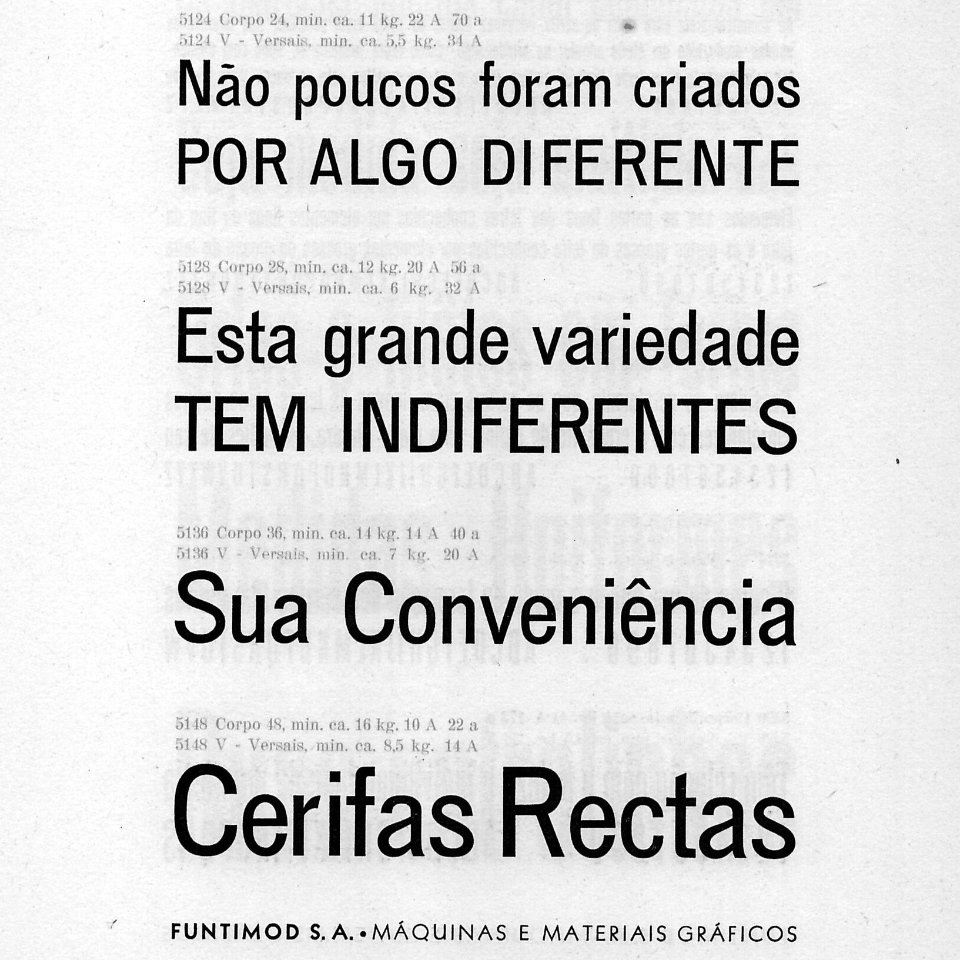 5124 Corpo 24, min. ca. 11 kg. 22 A 70 a
5124 V - Versais, min. ca. 5,5 kg. 34 A
Não poucos foram criados
POR ALGO DIFERENTE
5128 Corpo 28, min. ca. 12 kg. 20 A 56 a
5128 V - Versais, min. ca. 6 kg. 32 A
Esta grande variedade
TEM INDIFERENTES
5136 Corpo 36, min. ca. 14 kg. 14 A 40 a
5136 V - Versais, min. ca. 7 kg. 20 A
Sua Conveniência
5148 Corpo 48, min. ca. 16 kg. 10 A 22 a
5148 V - Versais, min. ca. 8,5 kg. 14 A
Cerifas Rectas
FUNTIMOD S. A. • MÁQUINAS E MATERIAIS GRÁFICOS